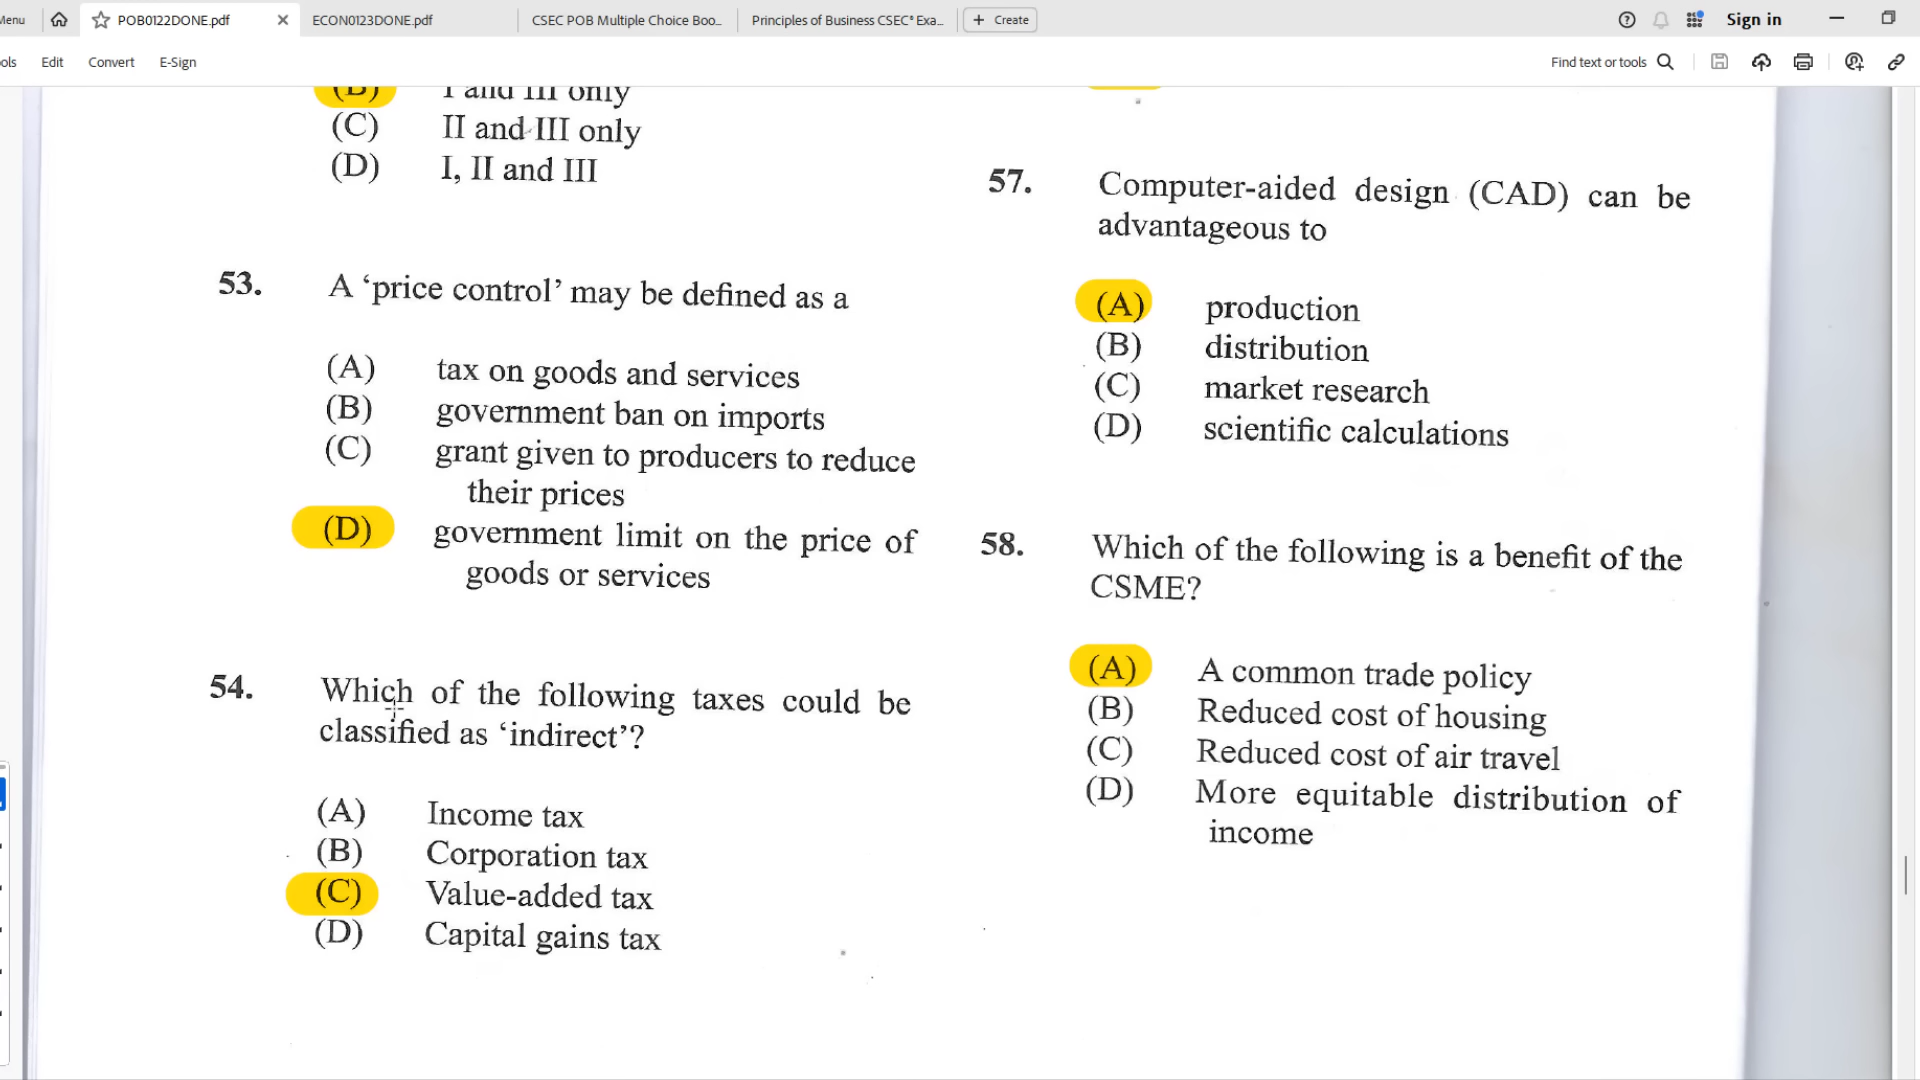 Menu
POB0122DONE.pdf
ECON0123DONE.pdf
CSEC POB Multiple Choice Boo...
Principles of Business CSEC® Exa...
+ Create
Sign in
ols
Edit
Convert
E-Sign
Find text or tools
(B) I and III only
(C) II and III only
(D) I, II and III
53. A ‘price control’ may be defined as a
(A) tax on goods and services
(B) government ban on imports
(C) grant given to producers to reduce
their prices
(D) government limit on the price of
goods or services
54. Which of the following taxes could be
classified as ‘indirect’?
(A) Income tax
(B) Corporation tax
(C) Value-added tax
(D) Capital gains tax
57. Computer-aided design (CAD) can be
advantageous to
(A) production
(B) distribution
(C) market research
(D) scientific calculations
58. Which of the following is a benefit of the
CSME?
(A) A common trade policy
(B) Reduced cost of housing
(C) Reduced cost of air travel
(D) More equitable distribution of
income